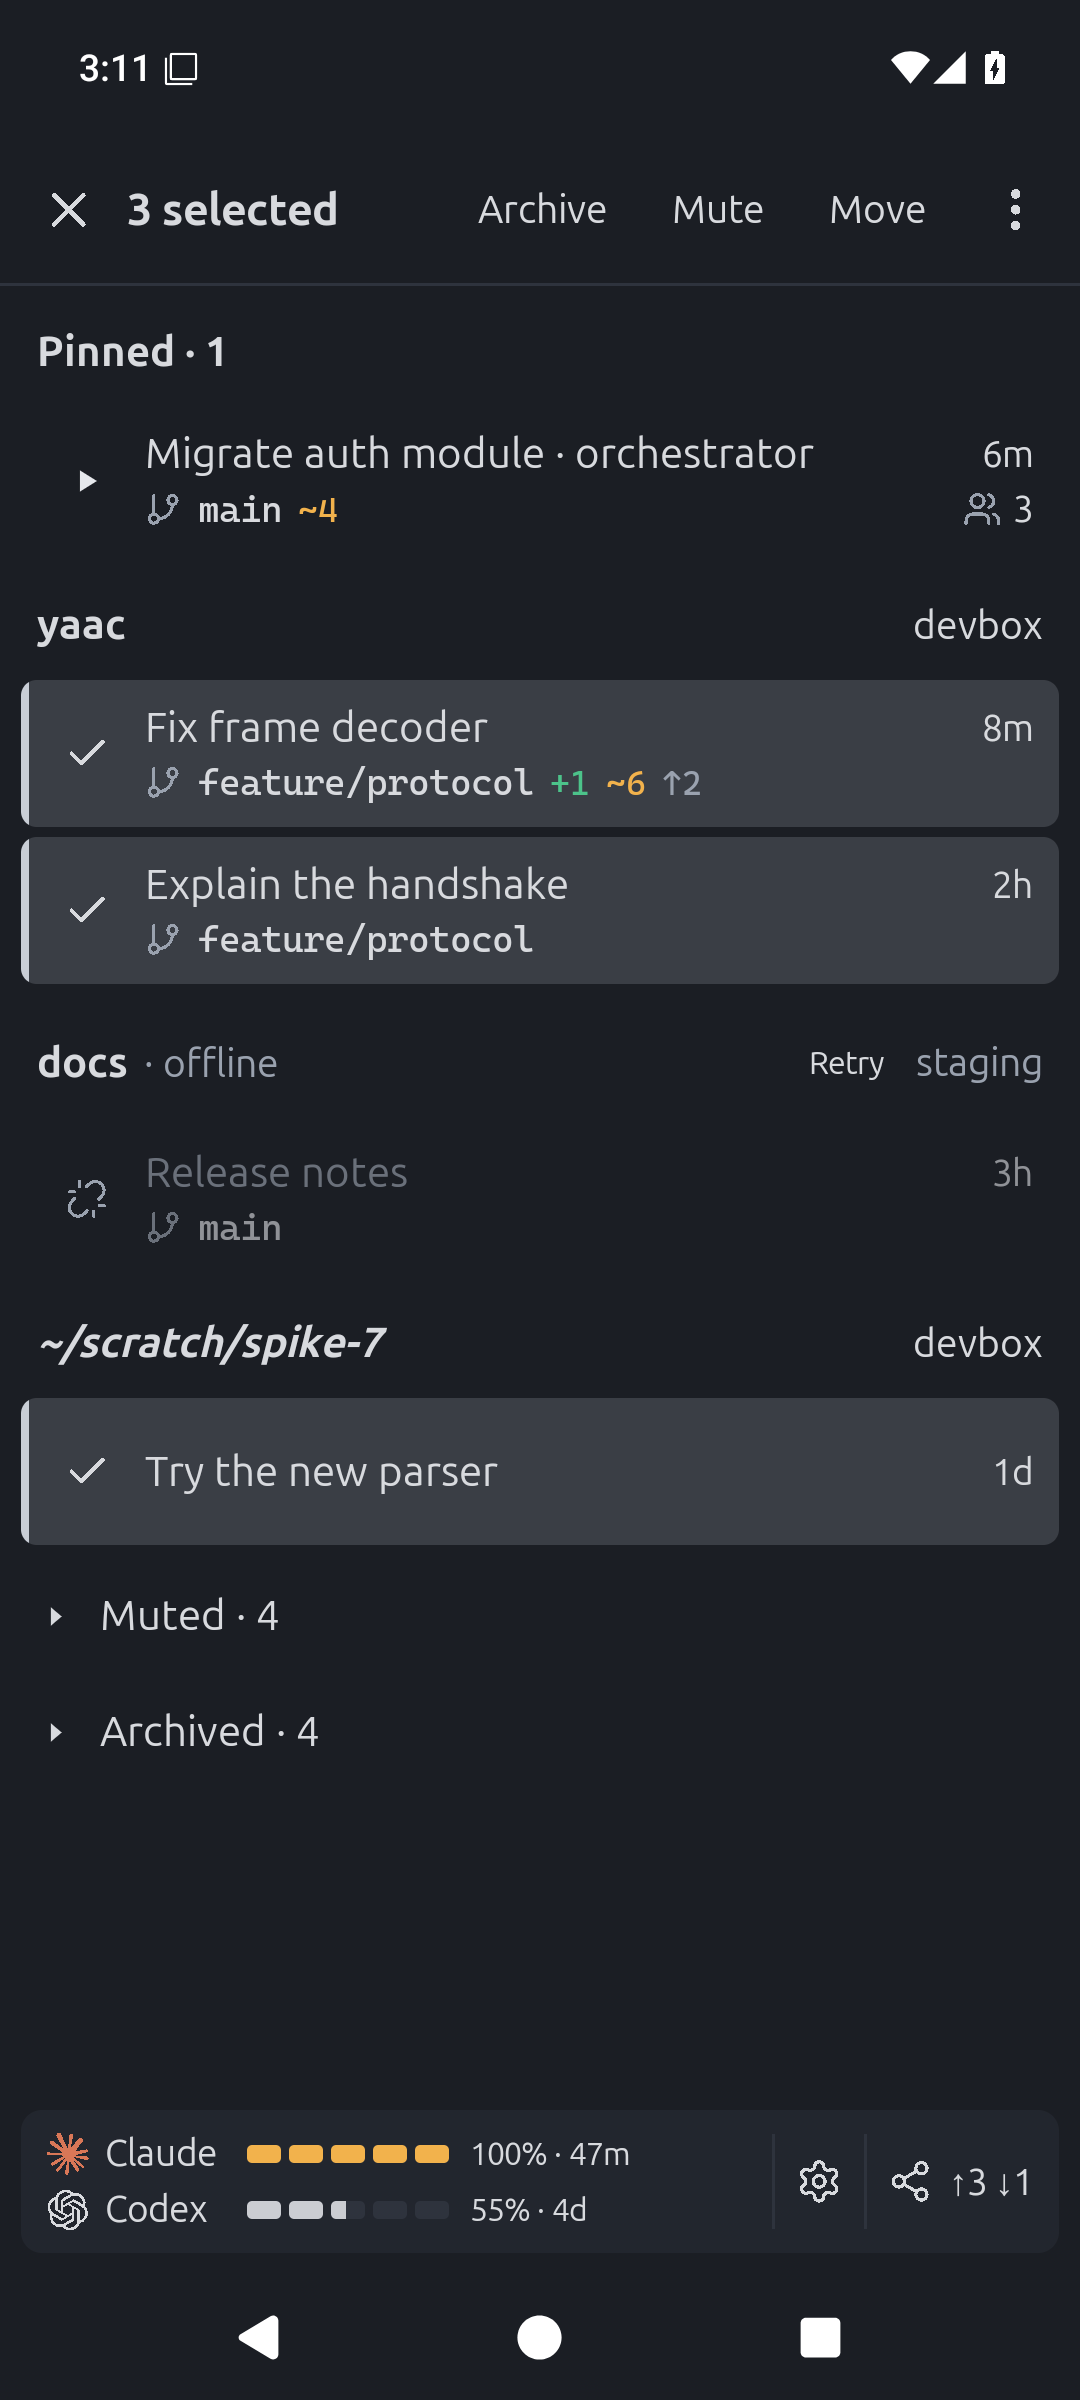 3:11
3 selected Archive Mute Move
Pinned · 1
Migrate auth module · orchestrator 6m
main ~4 3
yaac devbox
Fix frame decoder 8m
feature/protocol +1 ~6 ↑2
Explain the handshake 2h
feature/protocol
docs · offline Retry staging
Release notes 3h
main
~/scratch/spike-7 devbox
Try the new parser 1d
Muted · 4
Archived · 4
Claude 100% · 47m
Codex 55% · 4d
↑3 ↓1